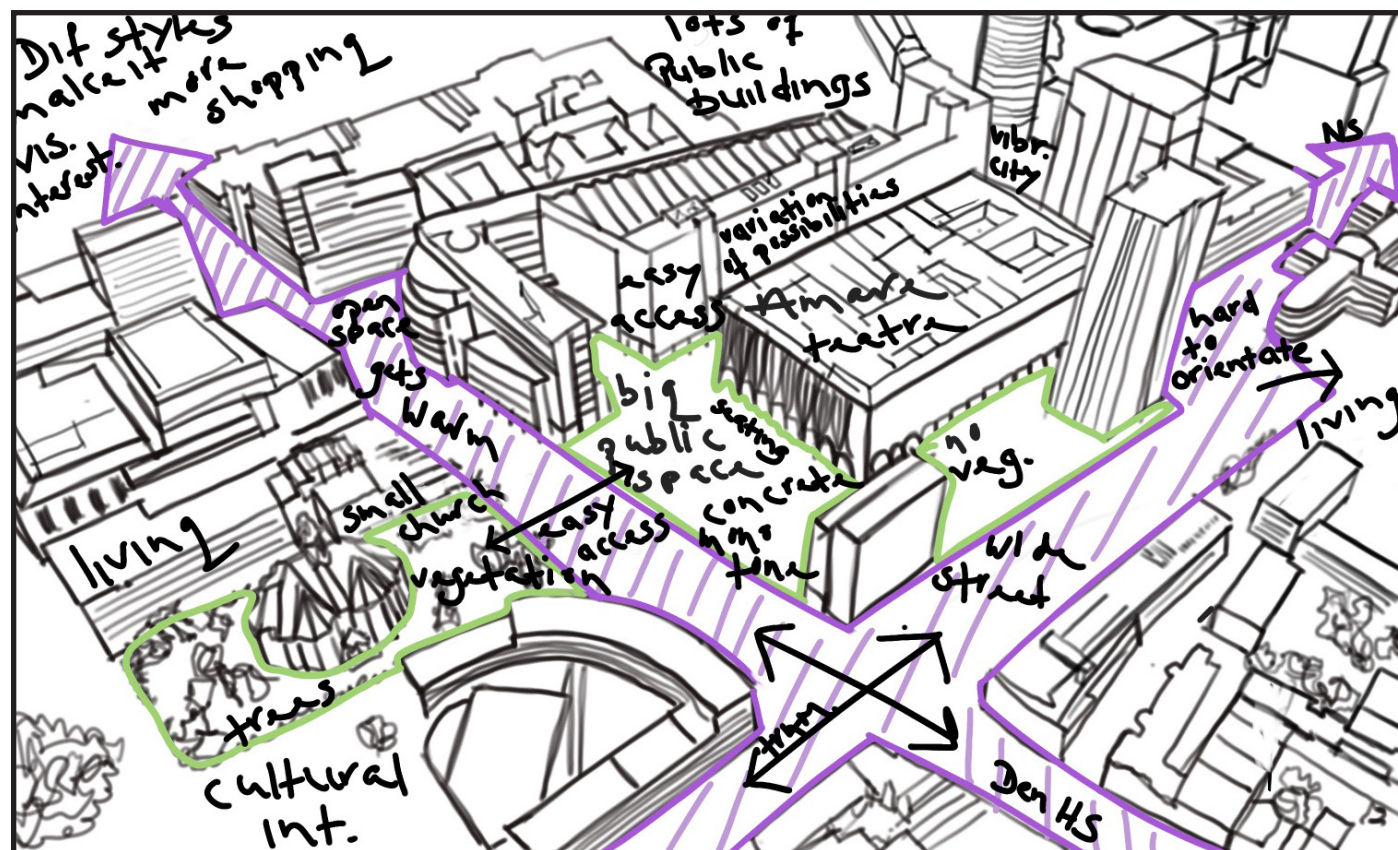 Dif styles
make it
more
shopping
vis.
interest.
lots of
Public
buildings
vibr.
city
NS
variation
of possibilities
easy
access
Amare
teatre
open
space
gets
warm
big
public
space
seating
concrete
mono
tone
no
veg.
hard
to
orientate
living
living
small
church
easy
access
vegetation
wide
street
trees
cultural
Int.
Den HS